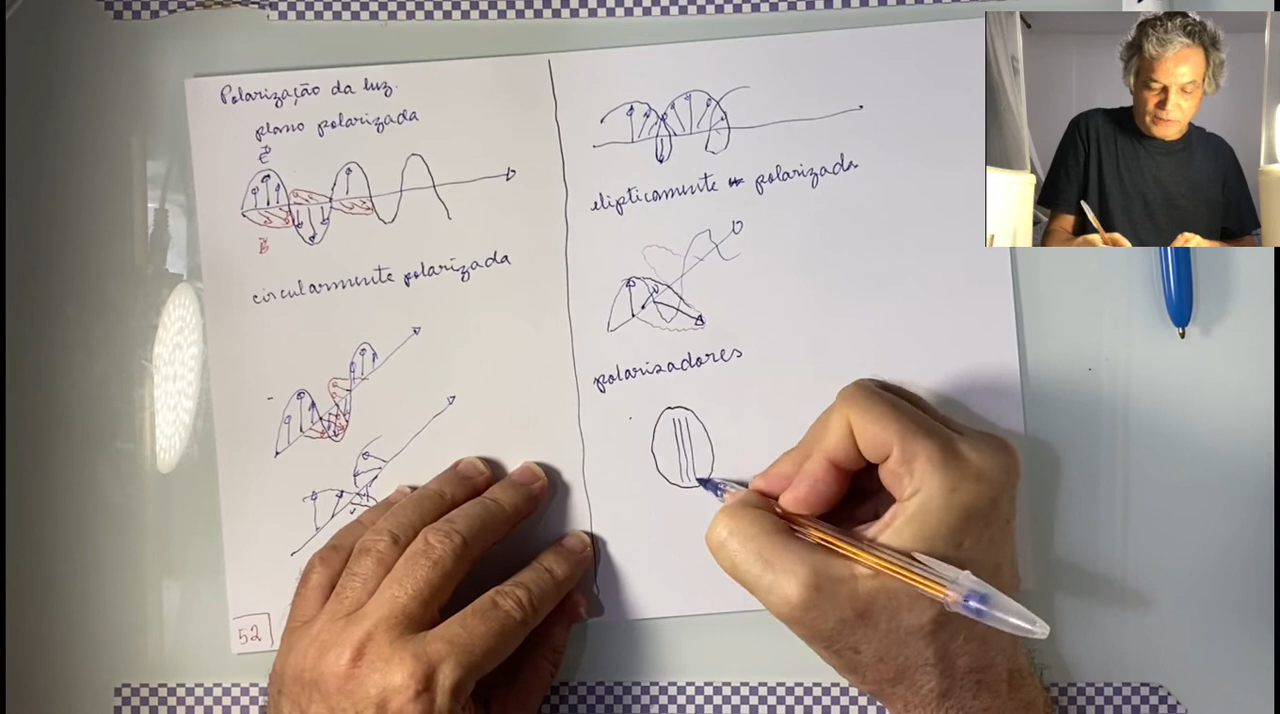 Polarização da luz.
plano polarizada
E
B
circularmente polarizada
52
elipticamente polarizada
polarizadores